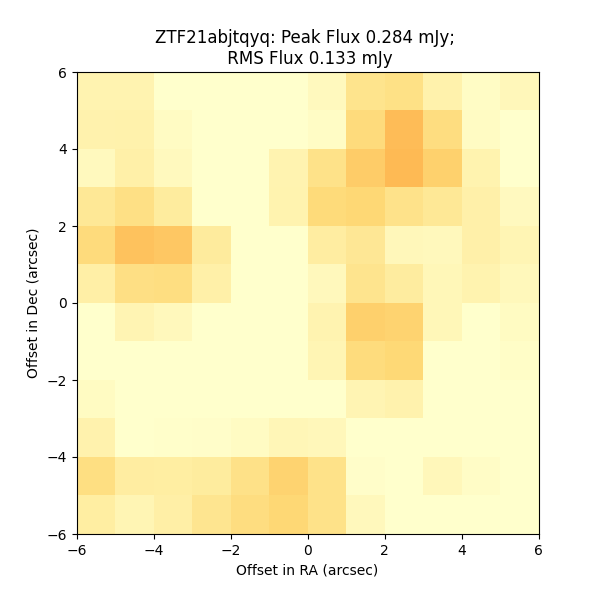 ZTF21abjtqyq: Peak Flux 0.284 mJy;
RMS Flux 0.133 mJy
6
4
2
0
−2
−4
−6
Offset in Dec (arcsec)
−6 −4 −2 0 2 4 6
Offset in RA (arcsec)